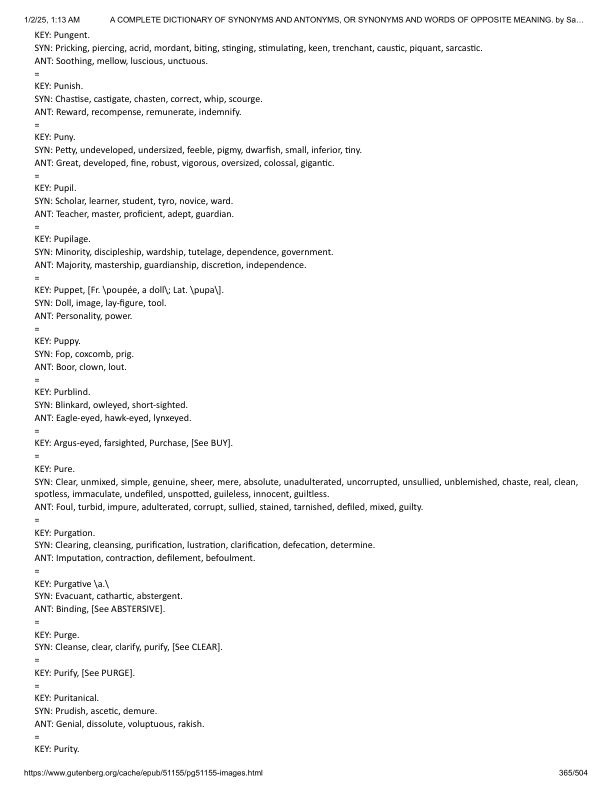 1/2/25, 1:13 AM A COMPLETE DICTIONARY OF SYNONYMS AND ANTONYMS, OR SYNONYMS AND WORDS OF OPPOSITE MEANING. by Sa…
KEY: Pungent.
SYN: Pricking, piercing, acrid, mordant, biting, stinging, stimulating, keen, trenchant, caustic, piquant, sarcastic.
ANT: Soothing, mellow, luscious, unctuous.
=
KEY: Punish.
SYN: Chastise, castigate, chasten, correct, whip, scourge.
ANT: Reward, recompense, remunerate, indemnify.
=
KEY: Puny.
SYN: Petty, undeveloped, undersized, feeble, pigmy, dwarfish, small, inferior, tiny.
ANT: Great, developed, fine, robust, vigorous, oversized, colossal, gigantic.
=
KEY: Pupil.
SYN: Scholar, learner, student, tyro, novice, ward.
ANT: Teacher, master, proficient, adept, guardian.
=
KEY: Pupilage.
SYN: Minority, discipleship, wardship, tutelage, dependence, government.
ANT: Majority, mastership, guardianship, discretion, independence.
=
KEY: Puppet, [Fr. \poupée, a doll\; Lat. \pupa\].
SYN: Doll, image, lay-figure, tool.
ANT: Personality, power.
=
KEY: Puppy.
SYN: Fop, coxcomb, prig.
ANT: Boor, clown, lout.
=
KEY: Purblind.
SYN: Blinkard, owleyed, short-sighted.
ANT: Eagle-eyed, hawk-eyed, lynxeyed.
=
KEY: Argus-eyed, farsighted, Purchase, [See BUY].
=
KEY: Pure.
SYN: Clear, unmixed, simple, genuine, sheer, mere, absolute, unadulterated, uncorrupted, unsullied, unblemished, chaste, real, clean,
spotless, immaculate, undefiled, unspotted, guileless, innocent, guiltless.
ANT: Foul, turbid, impure, adulterated, corrupt, sullied, stained, tarnished, defiled, mixed, guilty.
=
KEY: Purgation.
SYN: Clearing, cleansing, purification, lustration, clarification, defecation, determine.
ANT: Imputation, contraction, defilement, befoulment.
=
KEY: Purgative \a.\
SYN: Evacuant, cathartic, abstergent.
ANT: Binding, [See ABSTERSIVE].
=
KEY: Purge.
SYN: Cleanse, clear, clarify, purify, [See CLEAR].
=
KEY: Purify, [See PURGE].
=
KEY: Puritanical.
SYN: Prudish, ascetic, demure.
ANT: Genial, dissolute, voluptuous, rakish.
=
KEY: Purity.
https://www.gutenberg.org/cache/epub/51155/pg51155-images.html 365/504